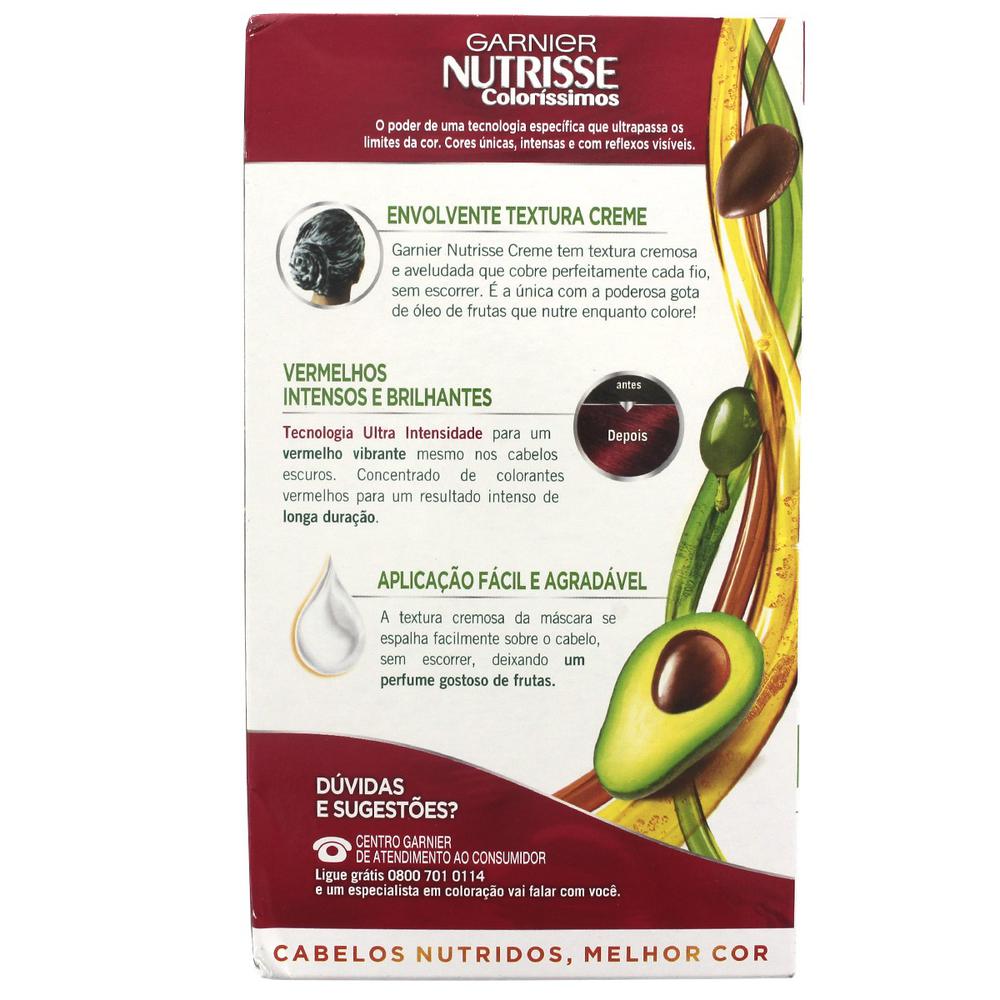 GARNIER
NUTRISSE
Coloríssimos
O poder de uma tecnologia específica que ultrapassa os
limites da cor. Cores únicas, intensas e com reflexos visíveis.
ENVOLVENTE TEXTURA CREME
Garnier Nutrisse Creme tem textura cremosa
e aveludada que cobre perfeitamente cada fio,
sem escorrer. É a única com a poderosa gota
de óleo de frutas que nutre enquanto colore!
VERMELHOS
INTENSOS E BRILHANTES
Tecnologia Ultra Intensidade para um
vermelho vibrante mesmo nos cabelos
escuros. Concentrado de colorantes
vermelhos para um resultado intenso de
longa duração.
antes
Depois
APLICAÇÃO FÁCIL E AGRADÁVEL
A textura cremosa da máscara se
espalha facilmente sobre o cabelo,
sem escorrer, deixando um
perfume gostoso de frutas.
DÚVIDAS
E SUGESTÕES?
CENTRO GARNIER
DE ATENDIMENTO AO CONSUMIDOR
Ligue grátis 0800 701 0114
e um especialista em coloração vai falar com você.
CABELOS NUTRIDOS, MELHOR COR